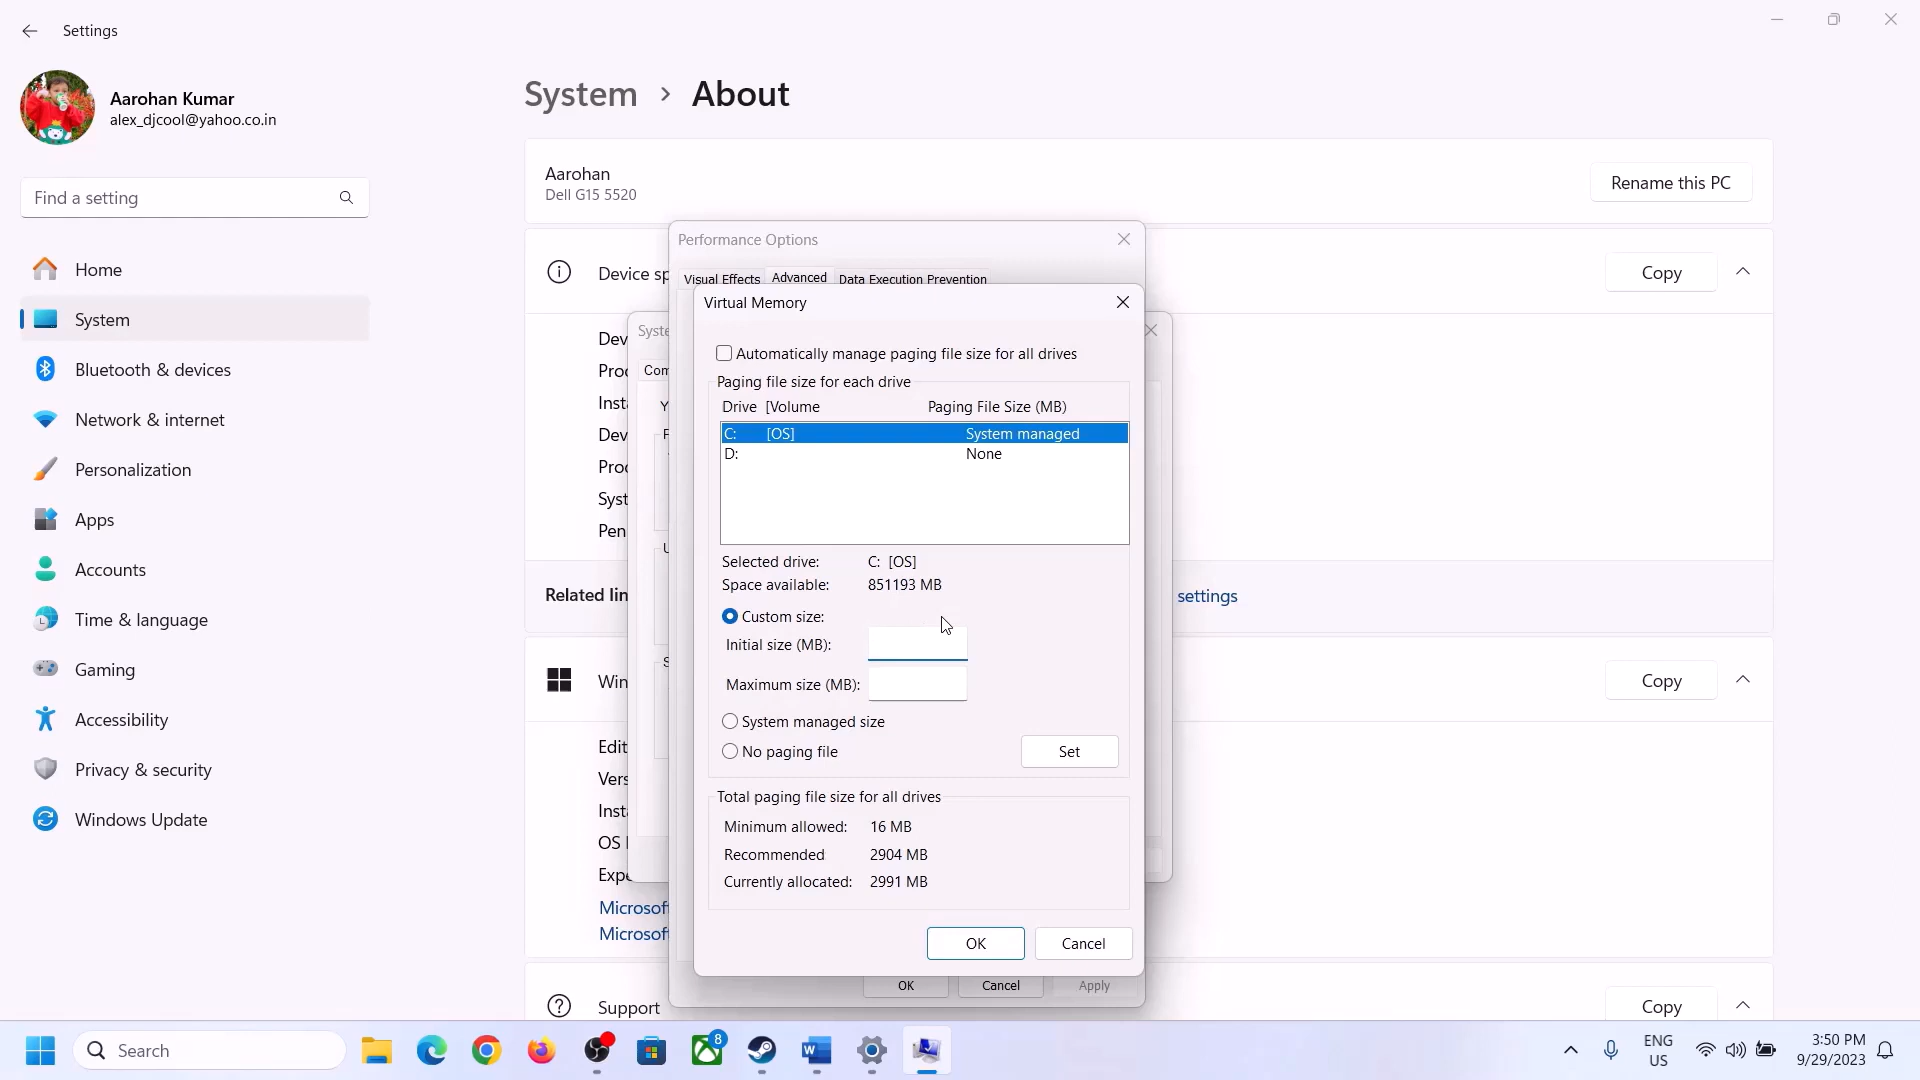 Settings
Aarohan Kumar
alex_djcool@yahoo.co.in
Find a setting
Home
System
Bluetooth & devices
Network & internet
Personalization
Apps
Accounts
Time & language
Gaming
Accessibility
Privacy & security
Windows Update
System > About
Aarohan
Dell G15 5520
Rename this PC
Device sp
Copy
Dev
Proc
Insta
Dev
Proc
Syst
Pen
Related lin
settings
Win
Copy
Edit
Vers
Insta
OS
Expe
Microsof
Microsof
Support
Copy
Syste
Com
Performance Options
Visual Effects
Advanced
Data Execution Prevention
Virtual Memory
Automatically manage paging file size for all drives
Paging file size for each drive
Drive [Volume Paging File Size (MB)
C: [OS] System managed
D: None
Selected drive: C: [OS]
Space available: 851193 MB
Custom size:
Initial size (MB):
Maximum size (MB):
System managed size
No paging file
Set
Total paging file size for all drives
Minimum allowed: 16 MB
Recommended 2904 MB
Currently allocated: 2991 MB
OK
Cancel
OK
Cancel
Apply
Search
8
ENG
US
3:50 PM
9/29/2023